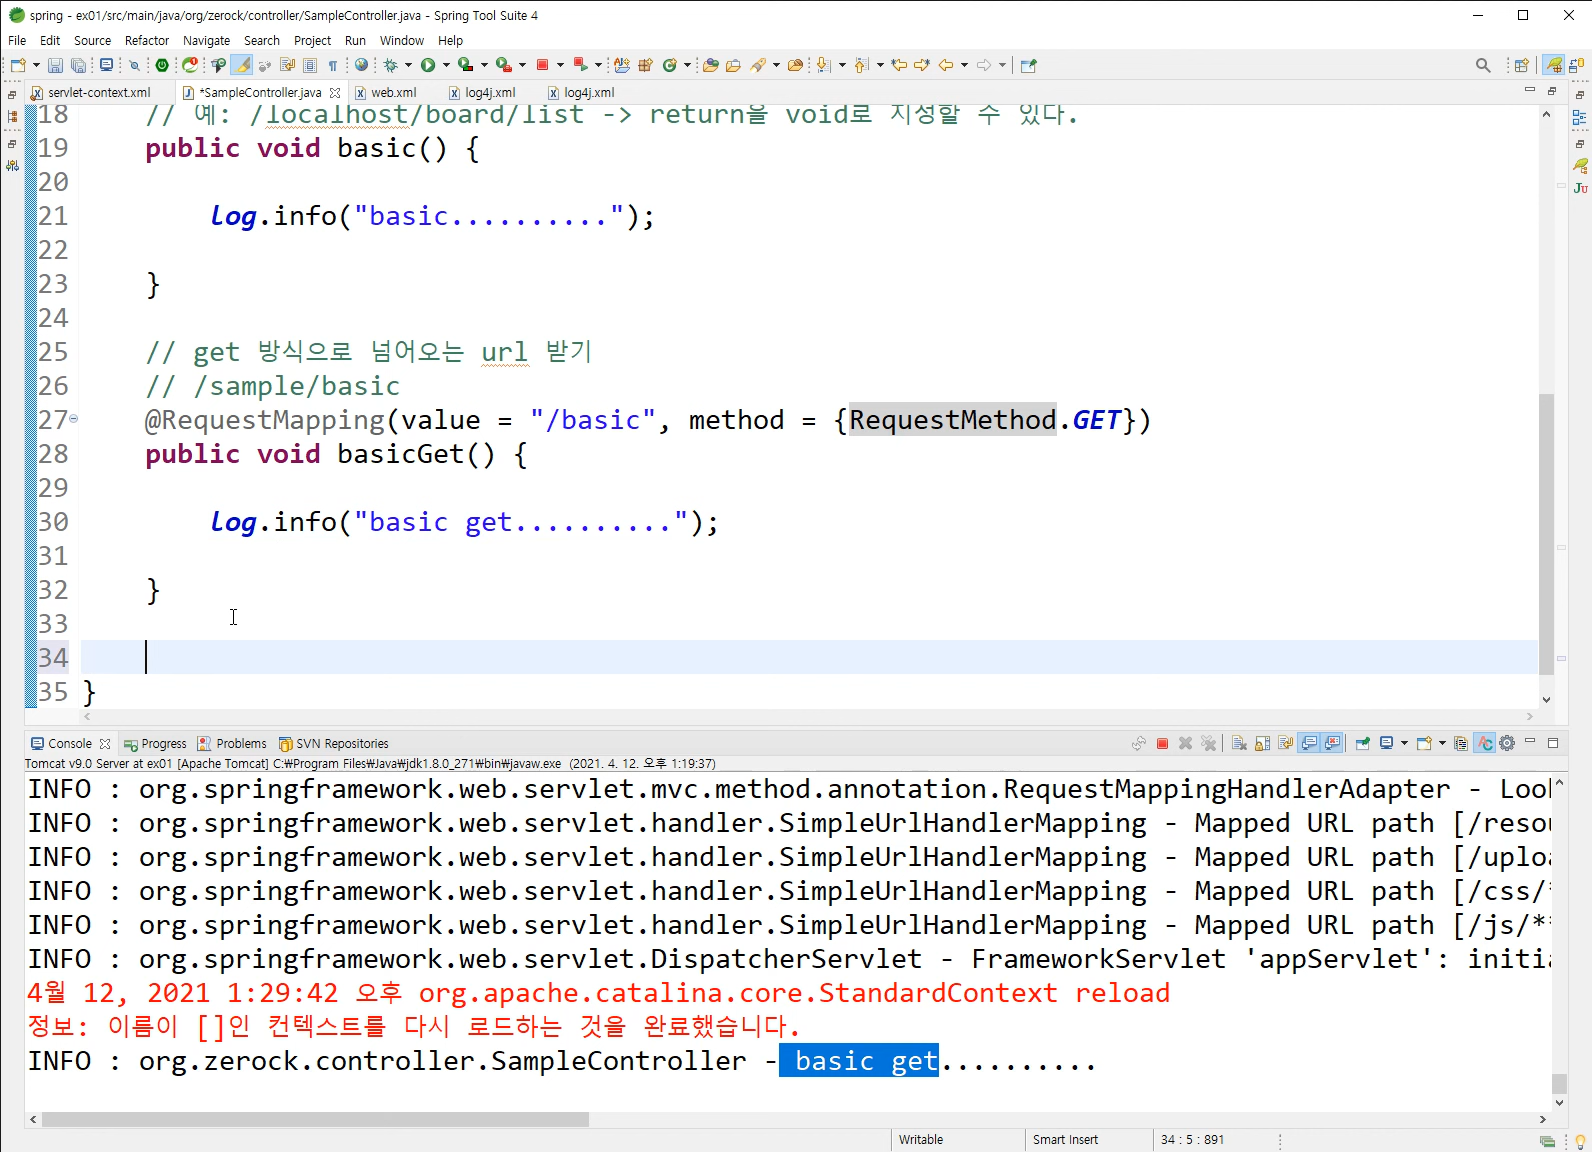 spring - ex01/src/main/java/org/zerock/controller/SampleController.java - Spring Tool Suite 4
File Edit Source Refactor Navigate Search Project Run Window Help
servlet-context.xml *SampleController.java web.xml log4j.xml log4j.xml
18 // 예: /localhost/board/list -> return을 void로 지성할 수 있다.
19 public void basic() {
20
21 log.info("basic..........");
22
23 }
24
25 // get 방식으로 넘어오는 url 받기
26 // /sample/basic
27 @RequestMapping(value = "/basic", method = {RequestMethod.GET})
28 public void basicGet() {
29
30 log.info("basic get..........");
31
32 }
33
34
35 }
Console Progress Problems SVN Repositories
Tomcat v9.0 Server at ex01 [Apache Tomcat] C:₩Program Files₩Java₩jdk1.8.0_271₩bin₩javaw.exe (2021. 4. 12. 오후 1:19:37)
INFO : org.springframework.web.servlet.mvc.method.annotation.RequestMappingHandlerAdapter - Look
INFO : org.springframework.web.servlet.handler.SimpleUrlHandlerMapping - Mapped URL path [/resou
INFO : org.springframework.web.servlet.handler.SimpleUrlHandlerMapping - Mapped URL path [/uploa
INFO : org.springframework.web.servlet.handler.SimpleUrlHandlerMapping - Mapped URL path [/css/*
INFO : org.springframework.web.servlet.handler.SimpleUrlHandlerMapping - Mapped URL path [/js/**
INFO : org.springframework.web.servlet.DispatcherServlet - FrameworkServlet 'appServlet': initia
4월 12, 2021 1:29:42 오후 org.apache.catalina.core.StandardContext reload
정보: 이름이 []인 컨텍스트를 다시 로드하는 것을 완료했습니다.
INFO : org.zerock.controller.SampleController - basic get..........
Writable Smart Insert 34 : 5 : 891